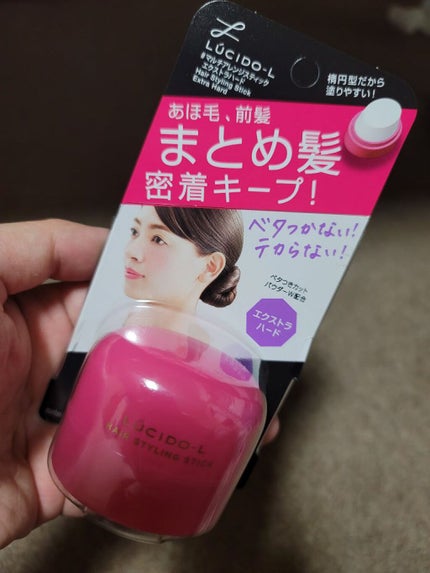 LÚCIDO-L
#マルチアレンジスティック
エクストラハード
Hair Styling Stick
Extra Hard
楕円型だから
塗りやすい!
あほ毛、前髪
まとめ髪
密着キープ!
ベタつかない!
テカらない!
ベタつきカット
パウダーW配合
エクストラ
ハード
LÚCIDO-L
HAIR STYLING STICK